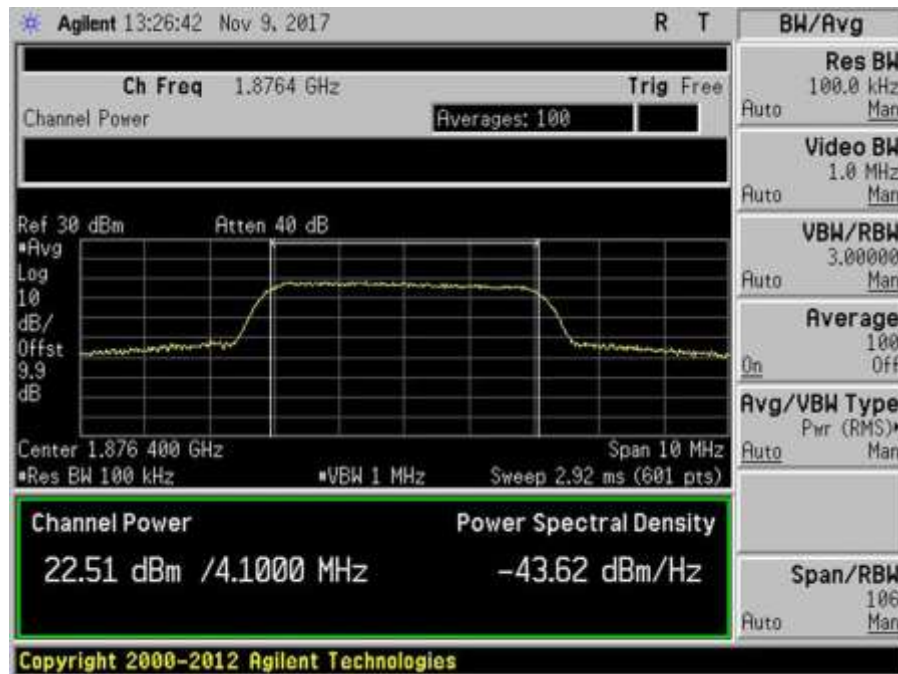 Agilent 13:26:42 Nov 9, 2017 R T
Ch Freq 1.8764 GHz Trig Free
Channel Power Averages: 100
Ref 30 dBm Atten 40 dB
#Avg
Log
10
dB/
Offst
9.9
dB
Center 1.876 400 GHz Span 10 MHz
#Res BW 100 kHz #VBW 1 MHz Sweep 2.92 ms (601 pts)
Channel Power Power Spectral Density
22.51 dBm /4.1000 MHz -43.62 dBm/Hz
Copyright 2000-2012 Agilent Technologies
BW/Avg
Res BW
100.0 kHz
Auto Man
Video BW
1.0 MHz
Auto Man
VBW/RBW
3.00000
Auto Man
Average
100
On Off
Avg/VBW Type
Pwr (RMS)
Auto Man
Span/RBW
106
Auto Man